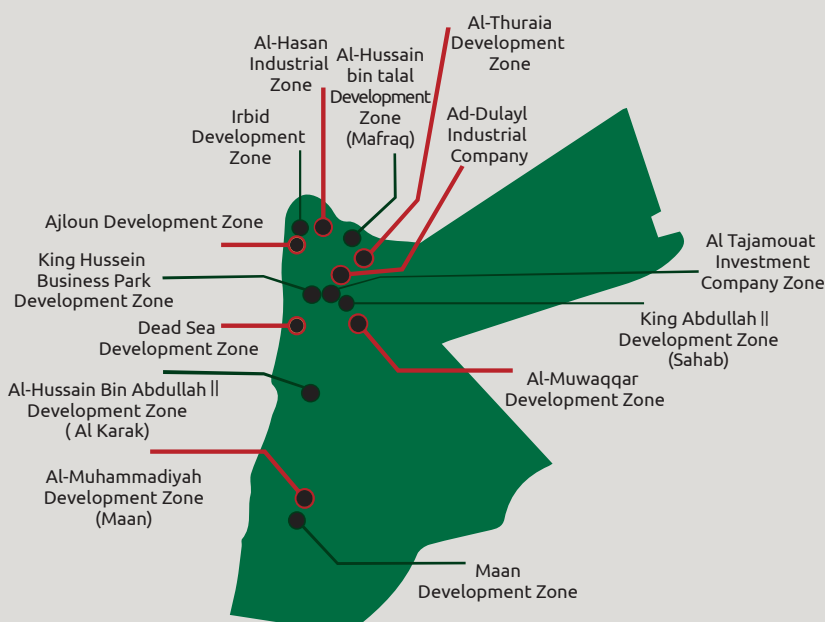 Al-Thuraia
Development
Zone
Al-Hasan
Industrial
Zone
Al-Hussain
bin talal
Development
Zone
(Mafraq)
Irbid
Development
Zone
Ad-Dulayl
Industrial
Company
Ajloun Development Zone
King Hussein
Business Park
Development Zone
Al Tajamouat
Investment
Company Zone
Dead Sea
Development Zone
King Abdullah ||
Development Zone
(Sahab)
Al-Hussain Bin Abdullah ||
Development Zone
( Al Karak)
Al-Muwaqqar
Development Zone
Al-Muhammadiyah
Development Zone
(Maan)
Maan
Development Zone